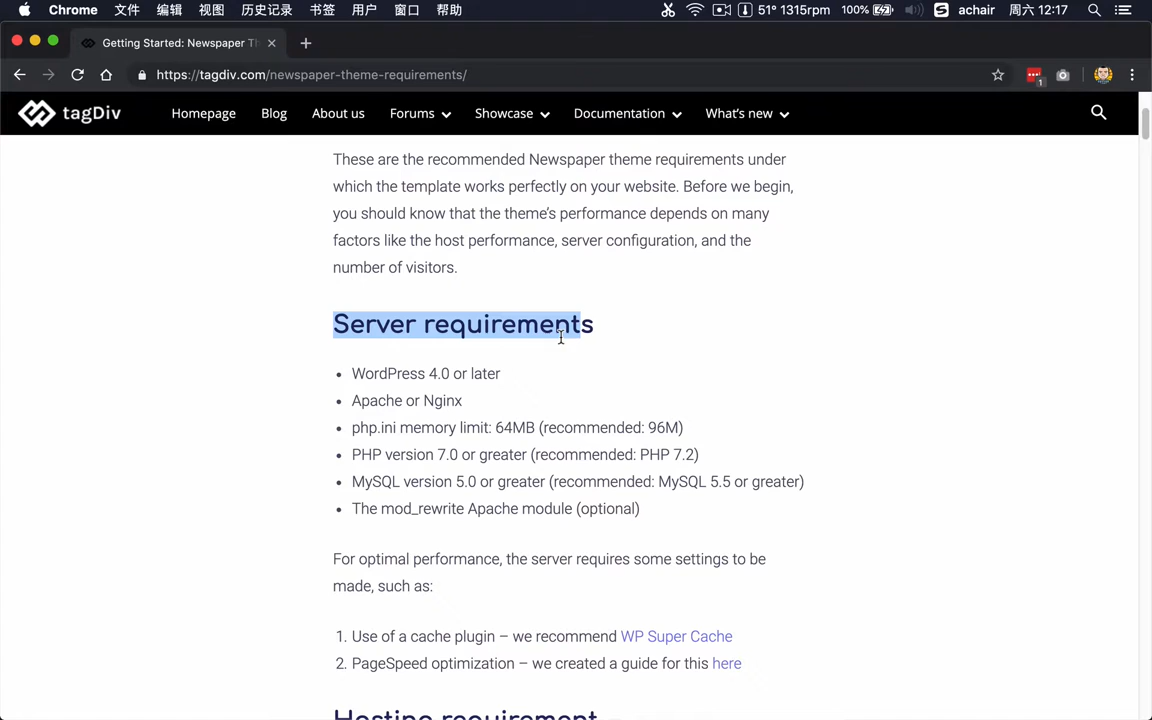 Chrome 文件 编辑 视图 历史记录 书签 用户 窗口 帮助 51° 1315rpm 100% achair 周六 12:17
Getting Started: Newspaper Th
https://tagdiv.com/newspaper-theme-requirements/
1
tagDiv Homepage Blog About us Forums Showcase Documentation What's new
These are the recommended Newspaper theme requirements under
which the template works perfectly on your website. Before we begin,
you should know that the theme's performance depends on many
factors like the host performance, server configuration, and the
number of visitors.
Server requirements
• WordPress 4.0 or later
• Apache or Nginx
• php.ini memory limit: 64MB (recommended: 96M)
• PHP version 7.0 or greater (recommended: PHP 7.2)
• MySQL version 5.0 or greater (recommended: MySQL 5.5 or greater)
• The mod_rewrite Apache module (optional)
For optimal performance, the server requires some settings to be
made, such as:
1. Use of a cache plugin – we recommend WP Super Cache
2. PageSpeed optimization – we created a guide for this here
Hosting requirement